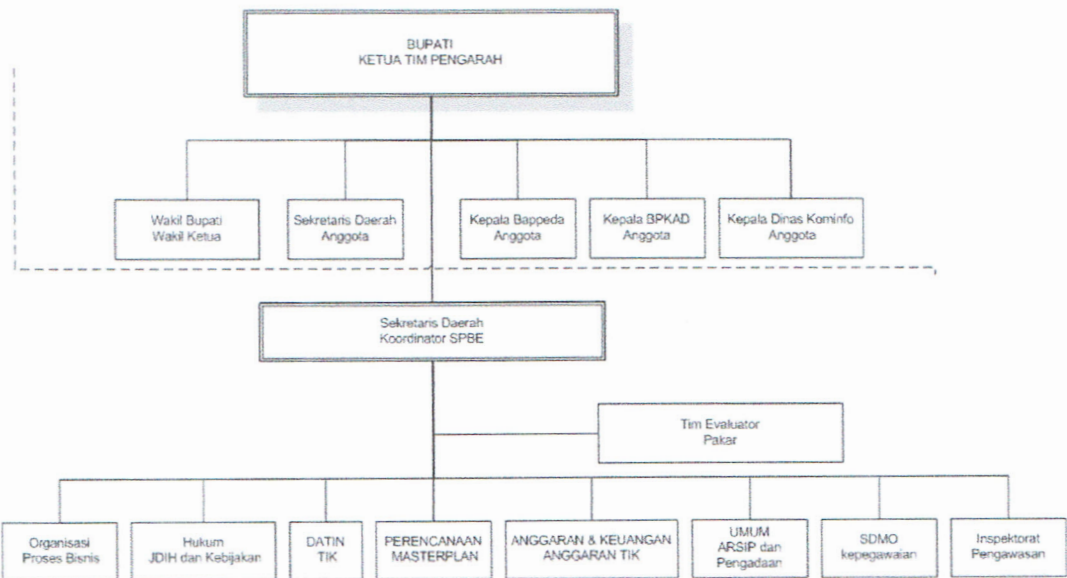 BUPATI
KETUA TIM PENGARAH
Wakil Bupati
Wakil Ketua
Sekretaris Daerah
Anggota
Kepala Bappeda
Anggota
Kepala BPKAD
Anggota
Kepala Dinas Kominfo
Anggota
Sekretaris Daerah
Koordinator SPBE
Tim Evaluator
Pakar
Organisasi
Proses Bisnis
Hukum
JDIH dan Kebijakan
DATIN
TIK
PERENCANAAN
MASTERPLAN
ANGGARAN & KEUANGAN
ANGGARAN TIK
UMUM
ARSIP dan
Pengadaan
SDMO
kepegawaian
Inspektorat
Pengawasan